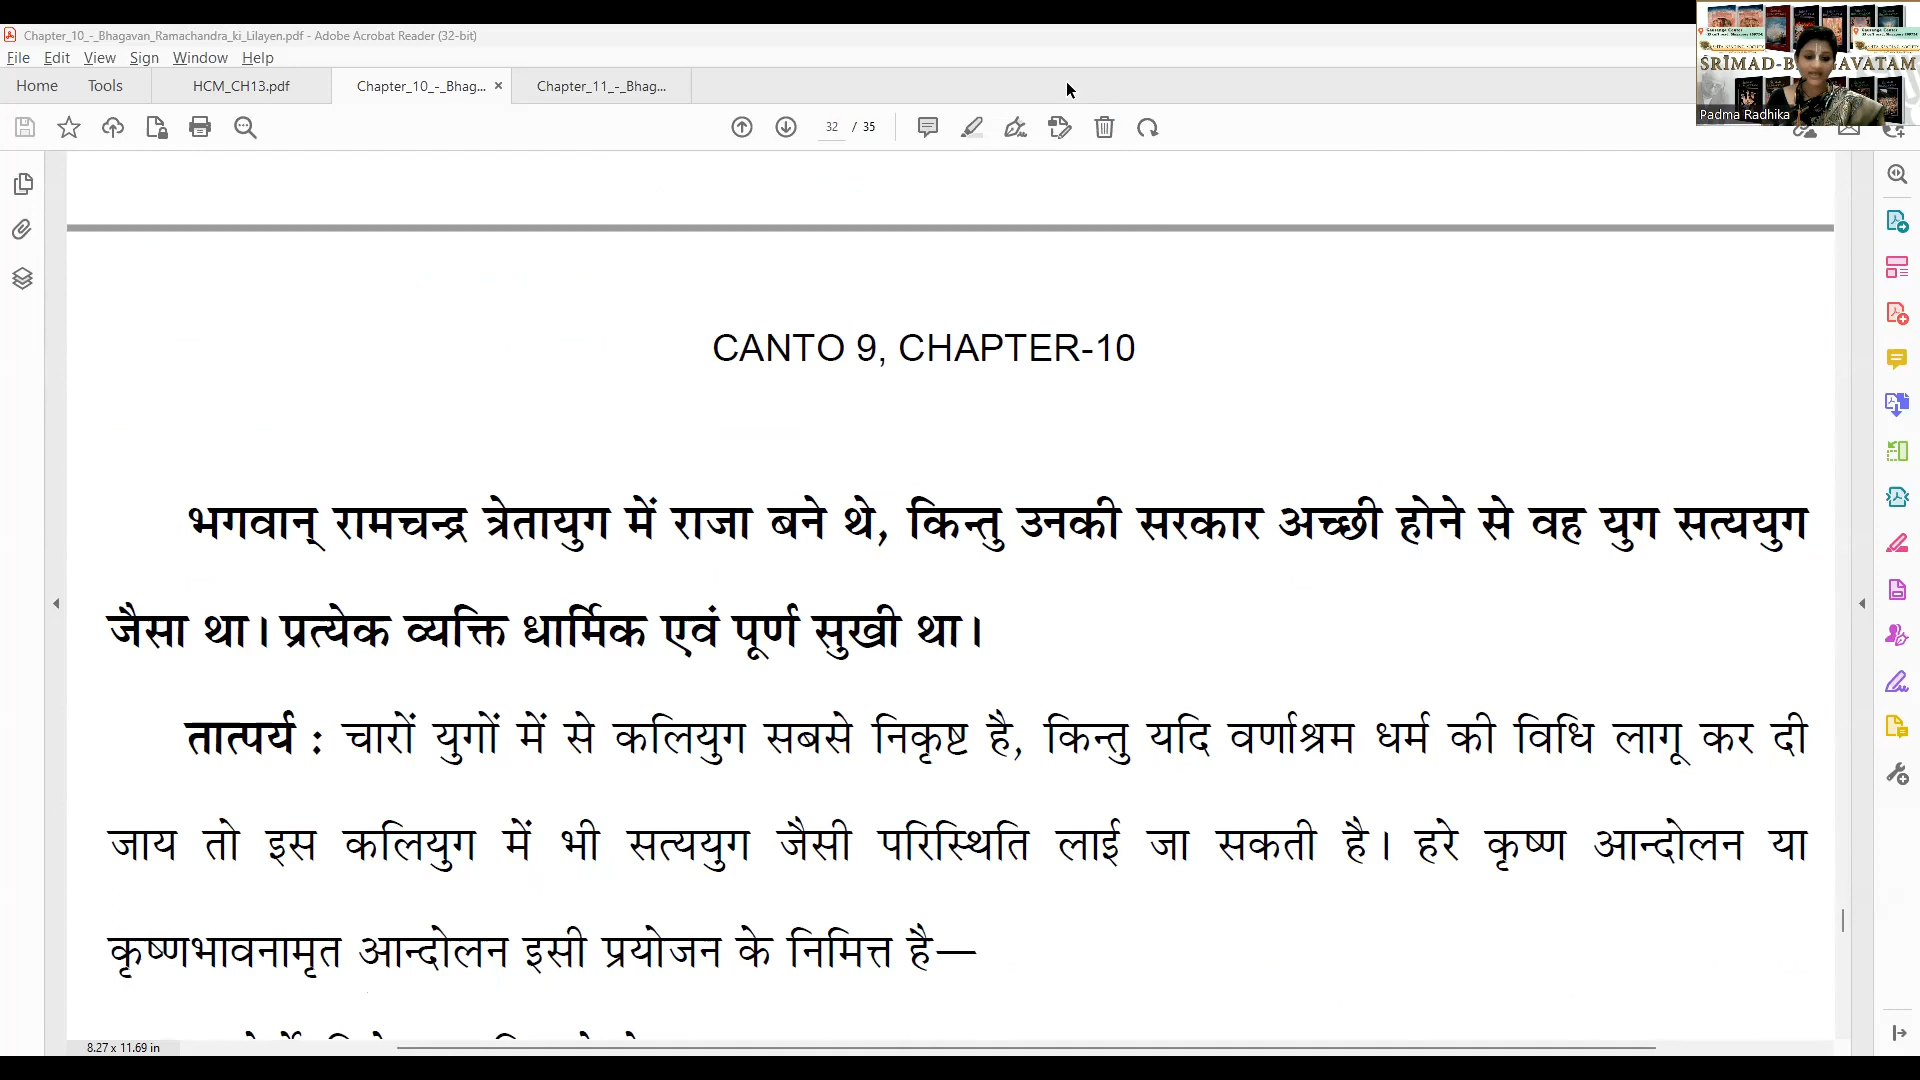 Chapter_10_-_Bhagavan_Ramachandra_ki_Lilayen.pdf - Adobe Acrobat Reader (32-bit)
File Edit View Sign Window Help
Home Tools HCM_CH13.pdf Chapter_10_-_Bhag... × Chapter_11_-_Bhag...
32 / 35
SRIMAD-B GAVATAM
Padma Radhika
CANTO 9, CHAPTER-10
भगवान् रामचन्द्र त्रेतायुग में राजा बने थे, किन्तु उनकी सरकार अच्छी होने से वह युग सत्ययुग
जैसा था। प्रत्येक व्यक्ति धार्मिक एवं पूर्ण सुखी था।
तात्पर्य : चारों युगों में से कलियुग सबसे निकृष्ट है, किन्तु यदि वर्णाश्रम धर्म की विधि लागू कर दी
जाय तो इस कलियुग में भी सत्ययुग जैसी परिस्थिति लाई जा सकती है। हरे कृष्ण आन्दोलन या
कृष्णभावनामृत आन्दोलन इसी प्रयोजन के निमित्त है—
8.27 x 11.69 in